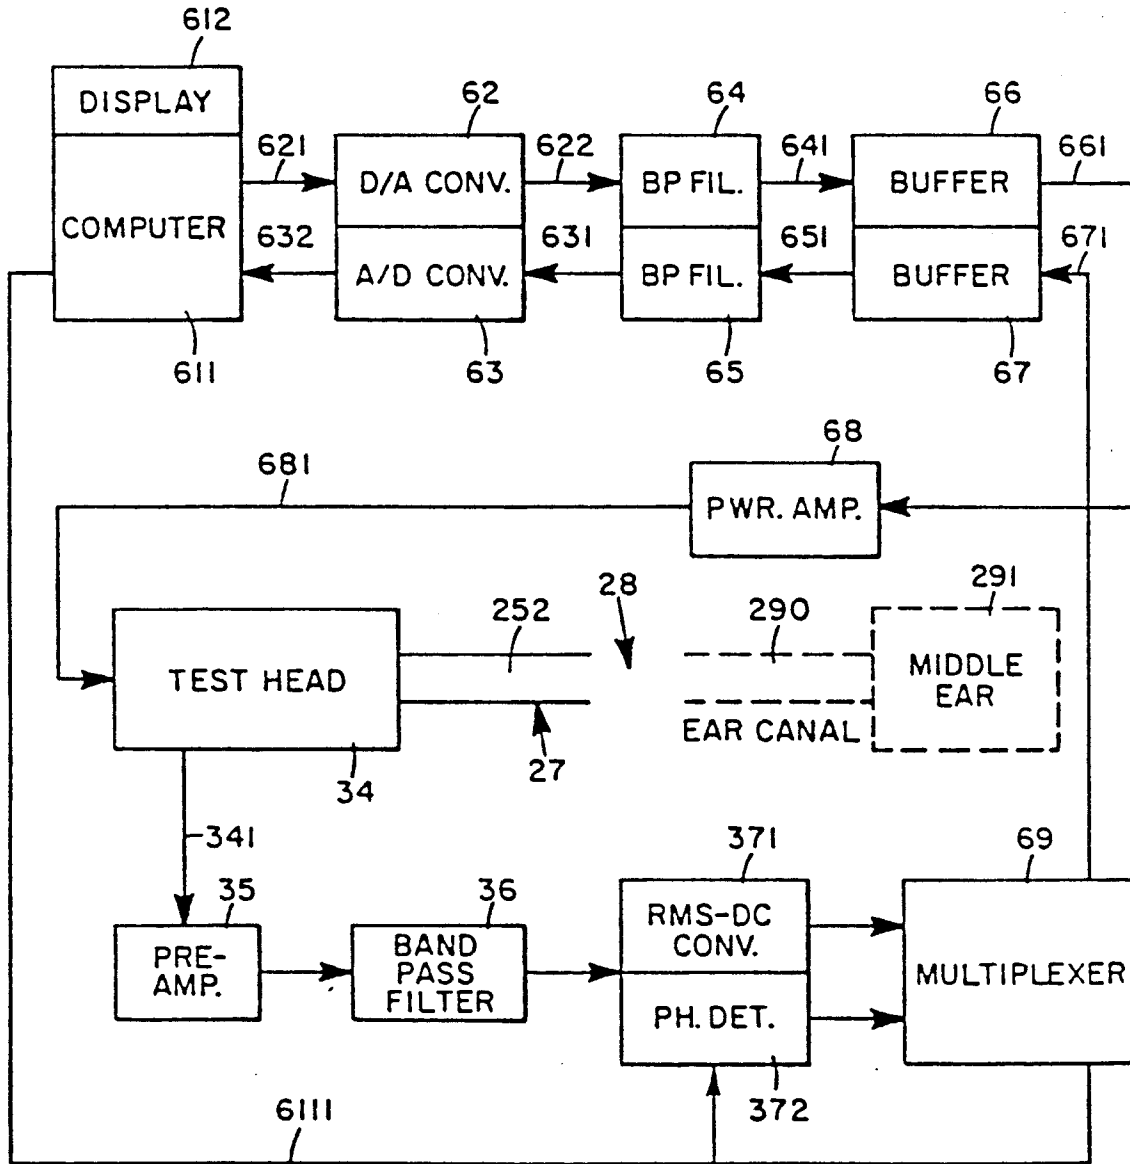 612
DISPLAY
COMPUTER
611
621
632
62
D/A CONV.
A/D CONV.
63
622
631
64
BP FIL.
BP FIL.
65
641
651
66
BUFFER
BUFFER
67
661
671
681
68
PWR. AMP.
TEST HEAD
34
252
27
28
290
EAR CANAL
291
MIDDLE
EAR
341
35
PRE-
AMP.
36
BAND
PASS
FILTER
371
RMS-DC
CONV.
PH. DET.
372
69
MULTIPLEXER
6111